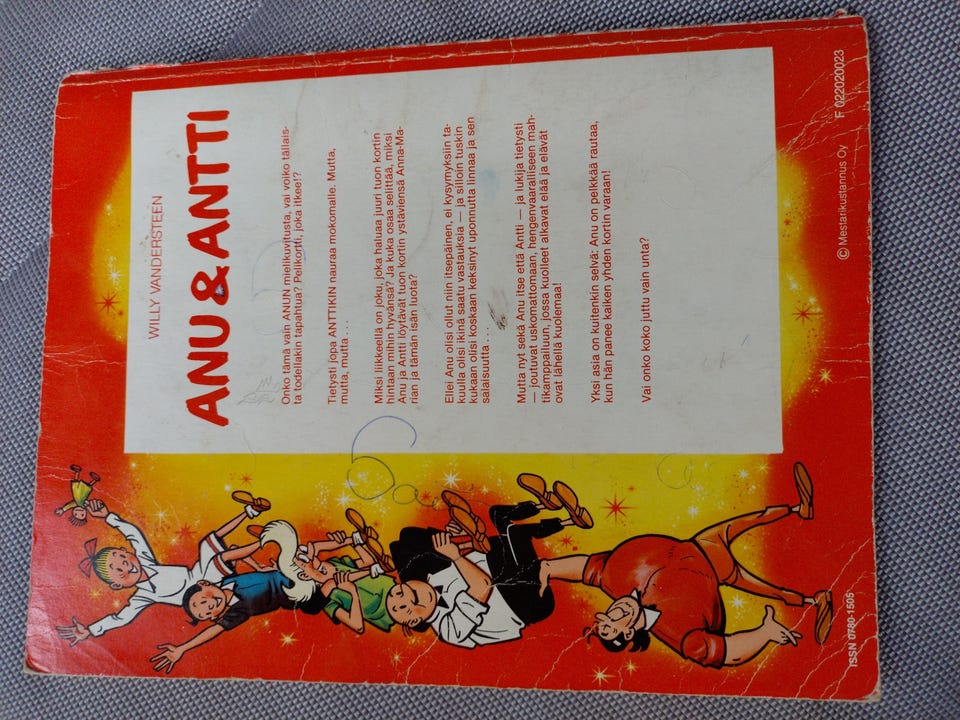 WILLY VANDERSTEEN
ANU & ANTTI
Onko tämä vain ANUN mielikuvitusta, vai voiko tällais-
ta todellakin tapahtua? Pelikortti, joka itkee!?
Tietysti jopa ANTTIKIN nauraa mokomalle. Mutta,
mutta, mutta....
Miksi liikkeellä on joku, joka haluaa juuri tuon kortin
hintaan mihin hyvänsä? Ja kuka osaa selittää, miksi
Anu ja Antti löytävät tuon kortin ystäviensä Anna-Ma-
rian ja tämän isän luota?
Ellei Anu olisi ollut niin itsepäinen, ei kysymyksiin ta-
kuulla olisi ikinä saatu vastauksia — ja silloin tuskin
kukaan olisi koskaan keksinyt uponnutta linnaa ja sen
salaisuutta...
Mutta nyt sekä Anu itse että Antti — ja lukija tietysti
— joutuvat uskomattomaan, hengenvaaralliseen mah-
tikamppailuun, jossa kuolleet alkavat elää ja elävät
ovat lähellä kuolemaa!
Yksi asia on kuitenkin selvä: Anu on pelkkää rautaa,
kun hän panee kaiken yhden kortin varaan!
Vai onko koko juttu vain unta?
ISSN 0780-1505
© Mestarikustannus Oy
F 022020023